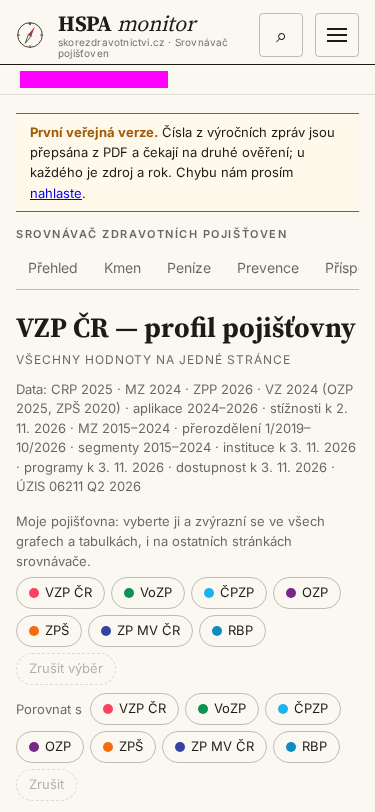 HSPA monitor
skorezdravotnictvi.cz · Srovnávač
pojišťoven
První veřejná verze. Čísla z výročních zpráv jsou
přepsána z PDF a čekají na druhé ověření; u
každého je zdroj a rok. Chybu nám prosím
nahlaste.
SROVNÁVAČ ZDRAVOTNÍCH POJIŠŤOVEN
Přehled Kmen Peníze Prevence Přísp
VZP ČR — profil pojišťovny
VŠECHNY HODNOTY NA JEDNÉ STRÁNCE
Data: CRP 2025 · MZ 2024 · ZPP 2026 · VZ 2024 (OZP
2025, ZPŠ 2020) · aplikace 2024–2026 · stížnosti k 2.
11. 2026 · MZ 2015–2024 · přerozdělení 1/2019–
10/2026 · segmenty 2015–2024 · instituce k 3. 11. 2026
· programy k 3. 11. 2026 · dostupnost k 3. 11. 2026 ·
ÚZIS 06211 Q2 2026
Moje pojišťovna: vyberte ji a zvýrazní se ve všech
grafech a tabulkách, i na ostatních stránkách
srovnávače.
VZP ČR VoZP ČPZP OZP
ZPŠ ZP MV ČR RBP
Zrušit výběr
Porovnat s VZP ČR VoZP ČPZP
OZP ZPŠ ZP MV ČR RBP
Zrušit